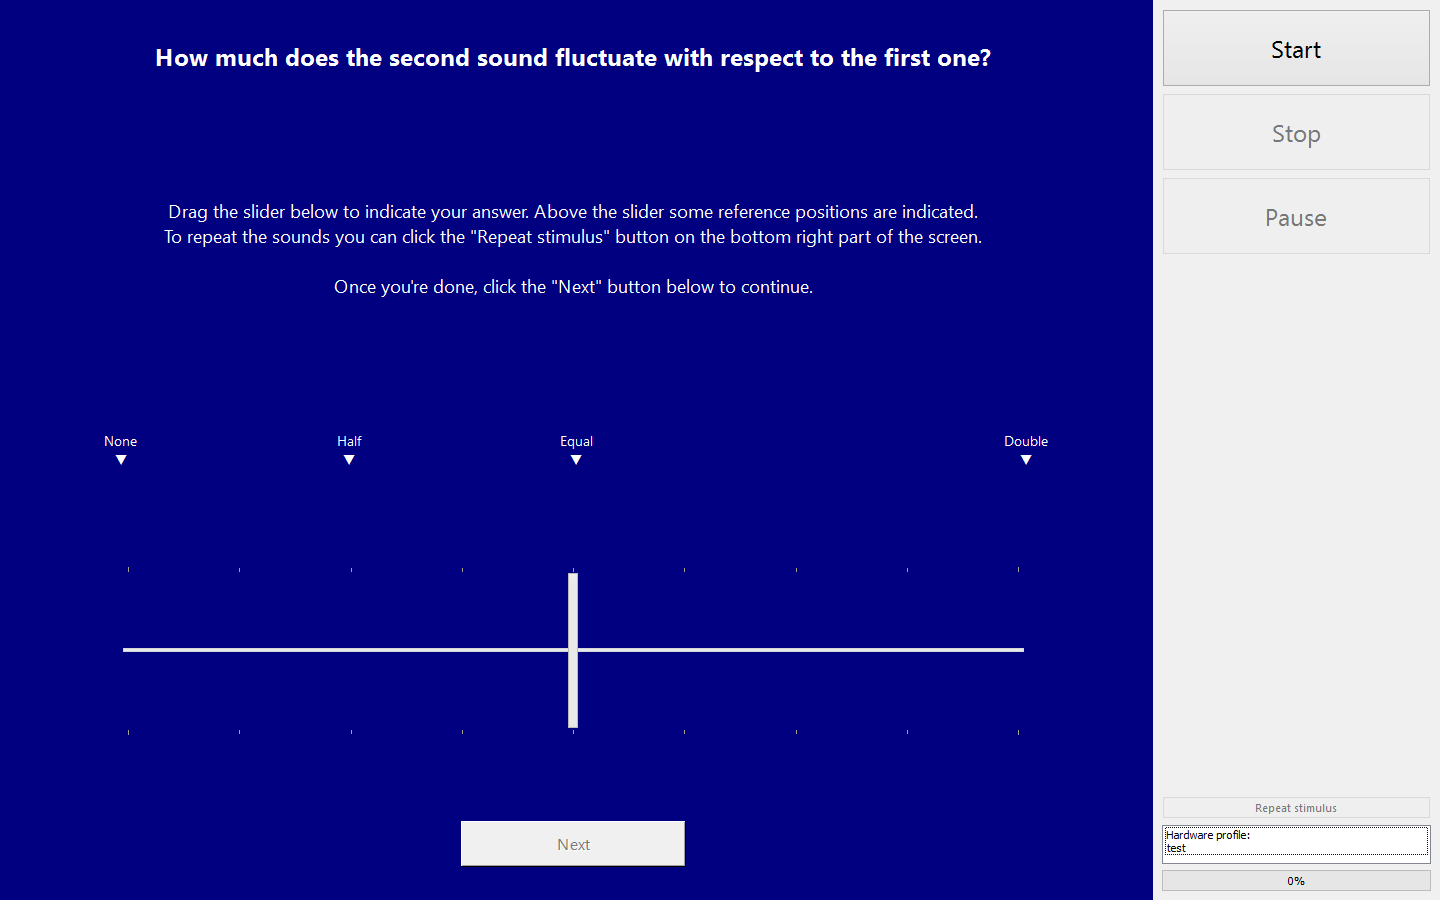 How much does the second sound fluctuate with respect to the first one?
Drag the slider below to indicate your answer. Above the slider some reference positions are indicated.
To repeat the sounds you can click the "Repeat stimulus" button on the bottom right part of the screen.
Once you're done, click the "Next" button below to continue.
None
Half
Equal
Double
Next
Start
Stop
Pause
Repeat stimulus
Hardware profile:
test
0%